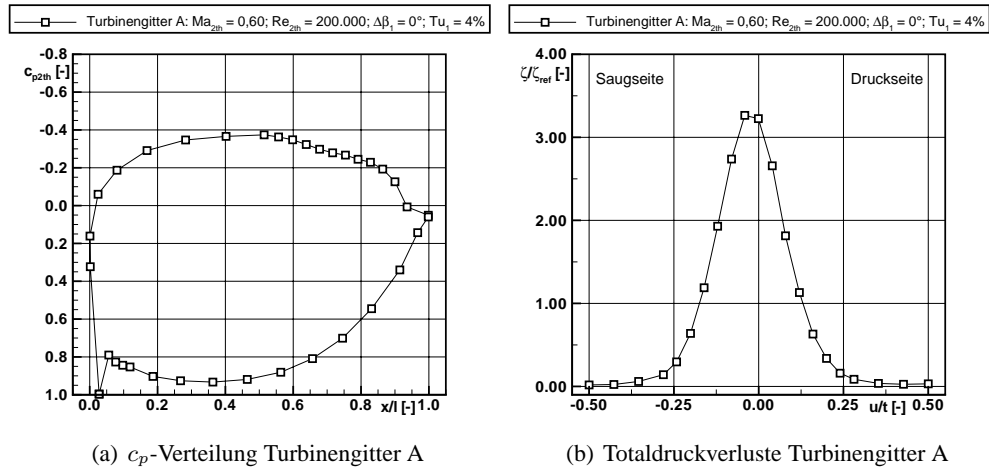 Turbinengitter A: Ma2th = 0,60; Re2th = 200.000; Δβ1 = 0°; Tu1 = 4%
cp2th [-]
-0.8
-0.6
-0.4
-0.2
0.0
0.2
0.4
0.6
0.8
1.0
0.0 0.2 0.4 0.6 0.8 1.0
x/l [-]
(a) cp-Verteilung Turbinengitter A
Turbinengitter A: Ma2th = 0,60; Re2th = 200.000; Δβ1 = 0°; Tu1 = 4%
ζ/ζref [-]
4.00
3.00
2.00
1.00
0.00
Saugseite Druckseite
-0.50 -0.25 0.00 0.25 0.50
u/t [-]
(b) Totaldruckverluste Turbinengitter A